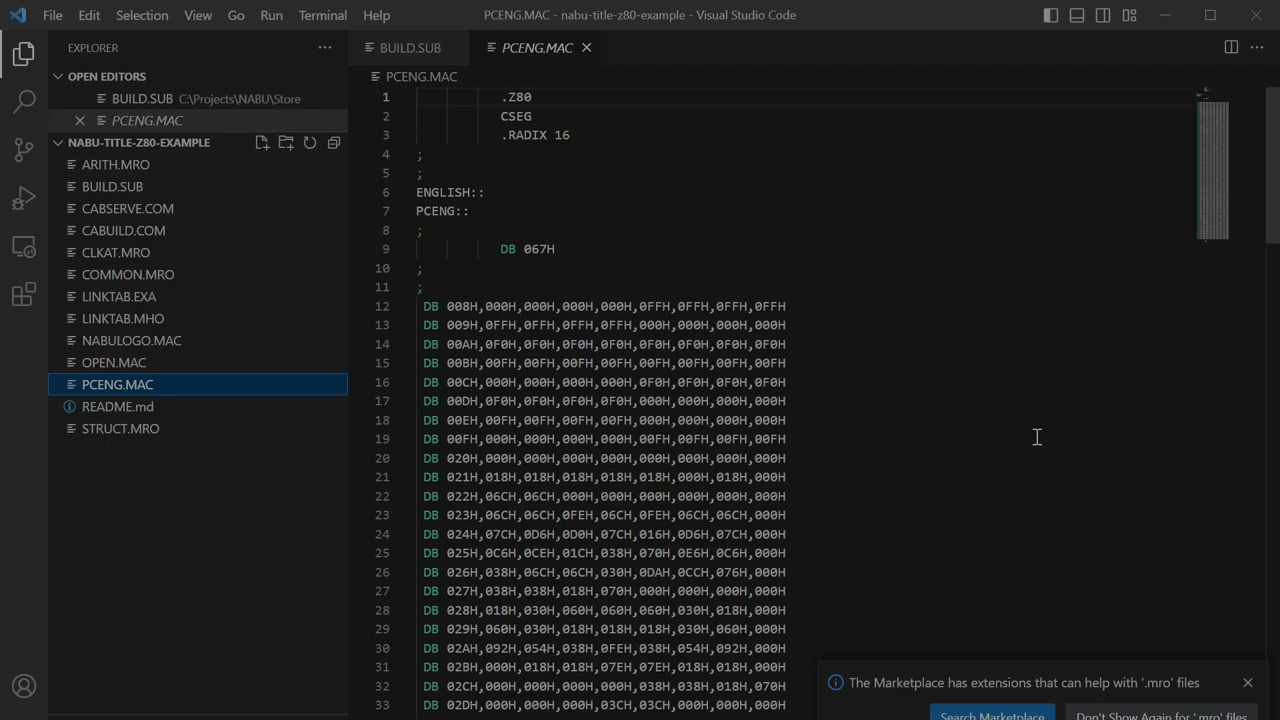 File Edit Selection View Go Run Terminal Help PCENG.MAC - nabu-title-z80-example - Visual Studio Code
EXPLORER
OPEN EDITORS
BUILD.SUB C:\Projects\NABU\Store
PCENG.MAC
NABU-TITLE-Z80-EXAMPLE
ARITH.MRO
BUILD.SUB
CABSERVE.COM
CABUILD.COM
CLKAT.MRO
COMMON.MRO
LINKTAB.EXA
LINKTAB.MHO
NABULOGO.MAC
OPEN.MAC
PCENG.MAC
README.md
STRUCT.MRO
BUILD.SUB PCENG.MAC
PCENG.MAC
1 .Z80
2 CSEG
3 .RADIX 16
4 ;
5 ;
6 ENGLISH::
7 PCENG::
8 ;
9 DB 067H
10 ;
11 ;
12 DB 008H,000H,000H,000H,000H,0FFH,0FFH,0FFH,0FFH
13 DB 009H,0FFH,0FFH,0FFH,0FFH,000H,000H,000H,000H
14 DB 00AH,0F0H,0F0H,0F0H,0F0H,0F0H,0F0H,0F0H,0F0H
15 DB 00BH,00FH,00FH,00FH,00FH,00FH,00FH,00FH,00FH
16 DB 00CH,000H,000H,000H,000H,0F0H,0F0H,0F0H,0F0H
17 DB 00DH,0F0H,0F0H,0F0H,0F0H,000H,000H,000H,000H
18 DB 00EH,00FH,00FH,00FH,00FH,000H,000H,000H,000H
19 DB 00FH,000H,000H,000H,000H,00FH,00FH,00FH,00FH
20 DB 020H,000H,000H,000H,000H,000H,000H,000H,000H
21 DB 021H,018H,018H,018H,018H,018H,000H,018H,000H
22 DB 022H,06CH,06CH,000H,000H,000H,000H,000H,000H
23 DB 023H,06CH,06CH,0FEH,06CH,0FEH,06CH,06CH,000H
24 DB 024H,07CH,0D6H,0D0H,07CH,016H,0D6H,07CH,000H
25 DB 025H,0C6H,0CEH,01CH,038H,070H,0E6H,0C6H,000H
26 DB 026H,038H,06CH,06CH,030H,0DAH,0CCH,076H,000H
27 DB 027H,038H,038H,018H,070H,000H,000H,000H,000H
28 DB 028H,018H,030H,060H,060H,060H,030H,018H,000H
29 DB 029H,060H,030H,018H,018H,018H,030H,060H,000H
30 DB 02AH,092H,054H,038H,0FEH,038H,054H,092H,000H
31 DB 02BH,000H,018H,018H,07EH,07EH,018H,018H,000H
32 DB 02CH,000H,000H,000H,000H,038H,038H,018H,070H
33 DB 02DH,000H,000H,000H,03CH,03CH,000H,000H,000H
The Marketplace has extensions that can help with '.mro' files
Search Marketplace Don't Show Again for '.mro' files